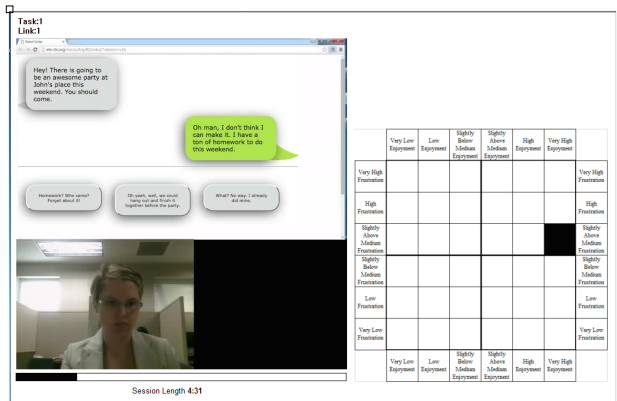 Task:1
Link:1
Hey! There is going to
be an awesome party at
John's place this
weekend. You should
come.
Oh man, I don't think I
can make it. I have a
ton of homework to do
this weekend.
Homework? Who cares?
Forget about it!
Oh yeah, well, we could
hang out and finish it
together before the party.
What? No way. I already
did mine.
Session Length 4:31
Very Low
Enjoyment
Low
Enjoyment
Slightly
Below
Medium
Enjoyment
Slightly
Above
Medium
Enjoyment
High
Enjoyment
Very High
Enjoyment
Very High
Frustration
Very High
Frustration
High
Frustration
High
Frustration
Slightly
Above
Medium
Frustration
Slightly
Above
Medium
Frustration
Slightly
Below
Medium
Frustration
Slightly
Below
Medium
Frustration
Low
Frustration
Low
Frustration
Very Low
Frustration
Very Low
Frustration
Very Low
Enjoyment
Low
Enjoyment
Slightly
Below
Medium
Enjoyment
Slightly
Above
Medium
Enjoyment
High
Enjoyment
Very High
Enjoyment